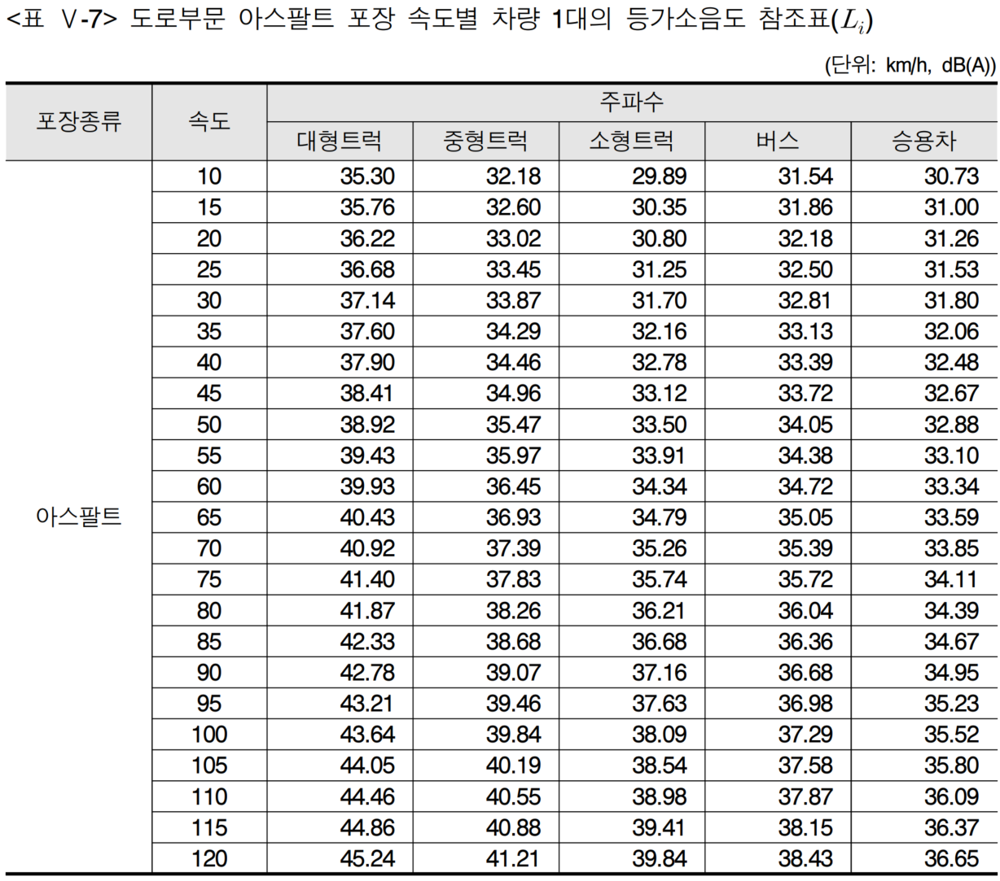 <표 Ⅴ-7> 도로부문 아스팔트 포장 속도별 차량 1대의 등가소음도 참조표(Li)
(단위: km/h, dB(A))
포장종류 속도 주파수
대형트럭 중형트럭 소형트럭 버스 승용차
10 35.30 32.18 29.89 31.54 30.73
15 35.76 32.60 30.35 31.86 31.00
20 36.22 33.02 30.80 32.18 31.26
25 36.68 33.45 31.25 32.50 31.53
30 37.14 33.87 31.70 32.81 31.80
35 37.60 34.29 32.16 33.13 32.06
40 37.90 34.46 32.78 33.39 32.48
45 38.41 34.96 33.12 33.72 32.67
50 38.92 35.47 33.50 34.05 32.88
55 39.43 35.97 33.91 34.38 33.10
60 39.93 36.45 34.34 34.72 33.34
아스팔트 65 40.43 36.93 34.79 35.05 33.59
70 40.92 37.39 35.26 35.39 33.85
75 41.40 37.83 35.74 35.72 34.11
80 41.87 38.26 36.21 36.04 34.39
85 42.33 38.68 36.68 36.36 34.67
90 42.78 39.07 37.16 36.68 34.95
95 43.21 39.46 37.63 36.98 35.23
100 43.64 39.84 38.09 37.29 35.52
105 44.05 40.19 38.54 37.58 35.80
110 44.46 40.55 38.98 37.87 36.09
115 44.86 40.88 39.41 38.15 36.37
120 45.24 41.21 39.84 38.43 36.65